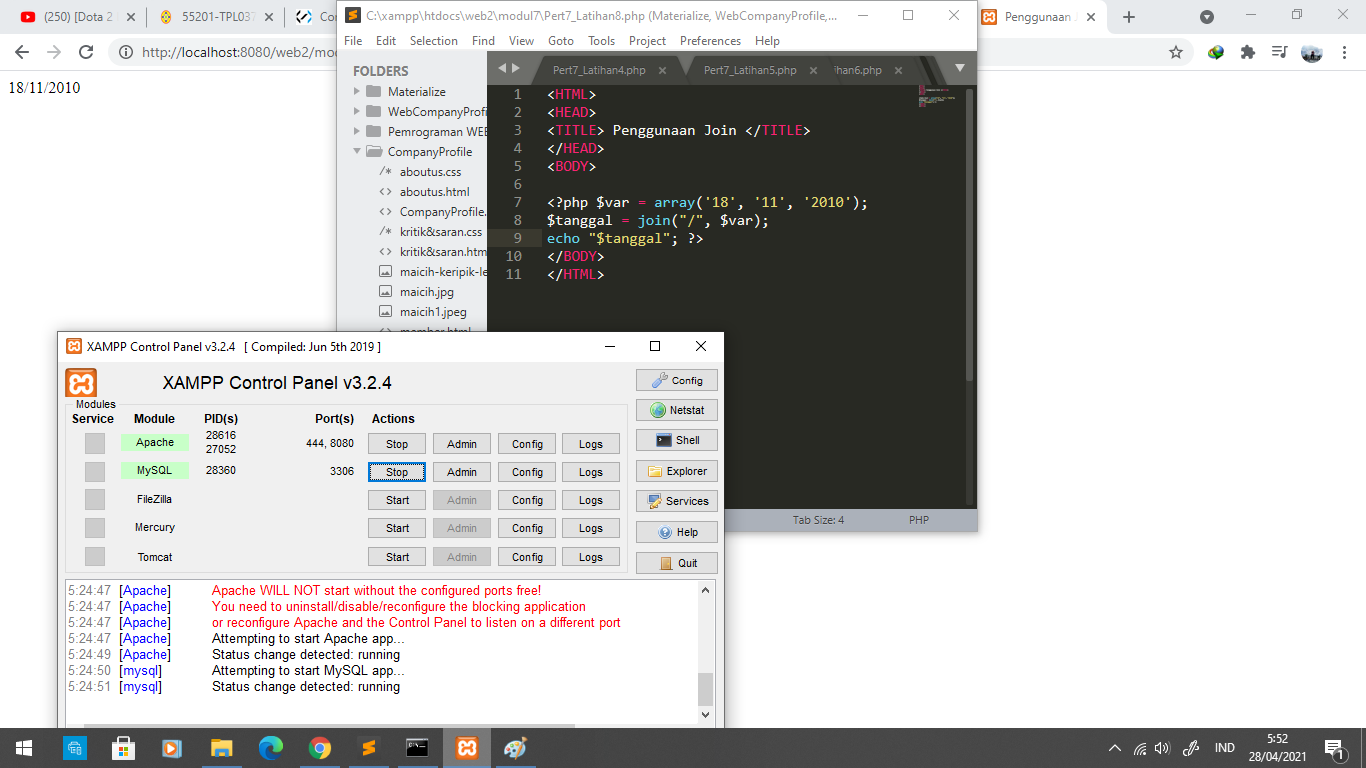 (250) [Dota 2
55201-TPL037
Con
Penggunaan
http://localhost:8080/web2/mo
18/11/2010
C:\xampp\htdocs\web2\modul7\Pert7_Latihan8.php (Materialize, WebCompanyProfile,...
File Edit Selection Find View Goto Tools Project Preferences Help
FOLDERS
Materialize
WebCompanyProfi
Pemrograman WEB
CompanyProfile
aboutus.css
aboutus.html
CompanyProfile.
kritik&saran.css
kritik&saran.htm
maicih-keripik-le
maicih.jpg
maicih1.jpeg
member.html
Pert7_Latihan4.php
Pert7_Latihan5.php
ihan6.php
1 <HTML>
2 <HEAD>
3 <TITLE> Penggunaan Join </TITLE>
4 </HEAD>
5 <BODY>
6
7 <?php $var = array('18', '11', '2010');
8 $tanggal = join("/", $var);
9 echo "$tanggal"; ?>
10 </BODY>
11 </HTML>
Tab Size: 4 PHP
XAMPP Control Panel v3.2.4 [ Compiled: Jun 5th 2019 ]
XAMPP Control Panel v3.2.4
Modules
Service Module PID(s) Port(s) Actions
Apache 28616 27052 444, 8080 Stop Admin Config Logs
MySQL 28360 3306 Stop Admin Config Logs
FileZilla Start Admin Config Logs
Mercury Start Admin Config Logs
Tomcat Start Admin Config Logs
Config
Netstat
Shell
Explorer
Services
Help
Quit
5:24:47 [Apache] Apache WILL NOT start without the configured ports free!
5:24:47 [Apache] You need to uninstall/disable/reconfigure the blocking application
5:24:47 [Apache] or reconfigure Apache and the Control Panel to listen on a different port
5:24:47 [Apache] Attempting to start Apache app...
5:24:49 [Apache] Status change detected: running
5:24:50 [mysql] Attempting to start MySQL app...
5:24:51 [mysql] Status change detected: running
IND
5:52
28/04/2021
1